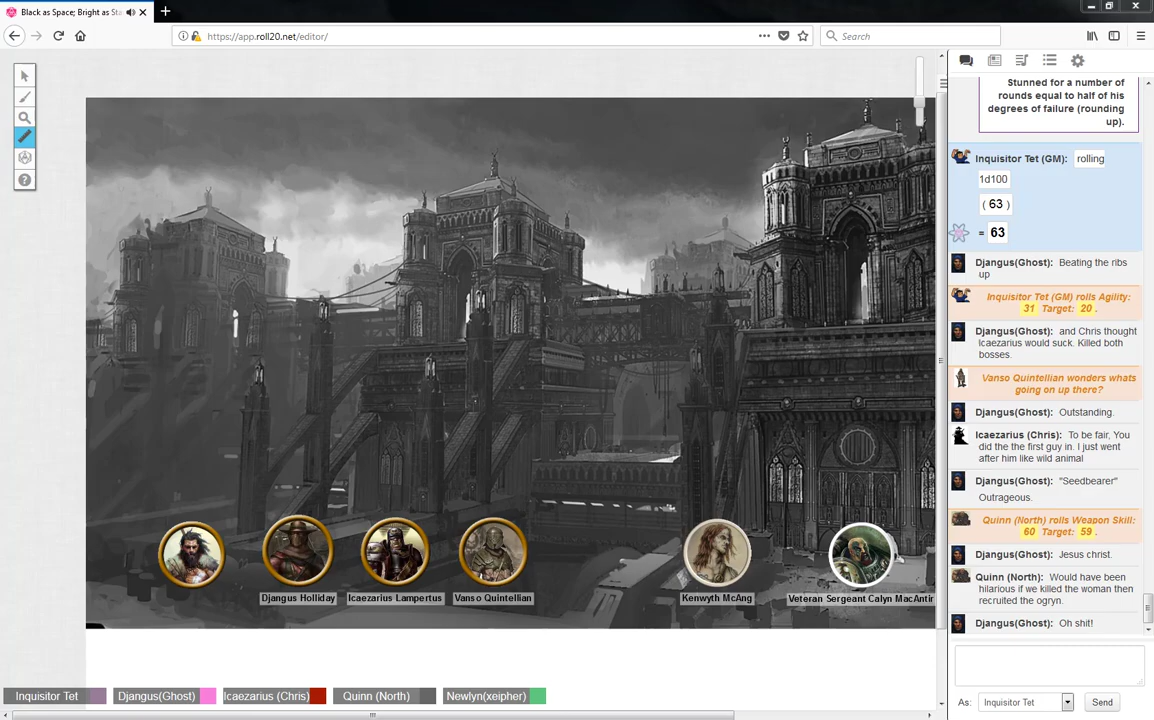 Black as Space; Bright as Sta
https://app.roll20.net/editor/
Search
Stunned for a number of
rounds equal to half of his
degrees of failure (rounding
up).
Inquisitor Tet (GM): rolling
1d100
( 63 )
= 63
Djangus(Ghost): Beating the ribs
up
Inquisitor Tet (GM) rolls Agility:
31 Target: 20 .
Djangus(Ghost): and Chris thought
Icaezarius would suck. Killed both
bosses.
Vanso Quintellian wonders whats
going on up there?
Djangus(Ghost): Outstanding.
Icaezarius (Chris): To be fair, You
did the the first guy in. I just went
after him like wild animal
Djangus(Ghost): "Seedbearer"
Outrageous.
Quinn (North) rolls Weapon Skill:
60 Target: 59 .
Djangus(Ghost): Jesus christ.
Quinn (North): Would have been
hilarious if we killed the woman then
recruited the ogryn.
Djangus(Ghost): Oh shit!
Djangus Holliday
Icaezarius Lampertus
Vanso Quintellian
Kenwyth McAng
Veteran Sergeant Calyn MacAntir
Inquisitor Tet
Djangus(Ghost)
Icaezarius (Chris)
Quinn (North)
Newlyn(xeipher)
As: Inquisitor Tet
Send